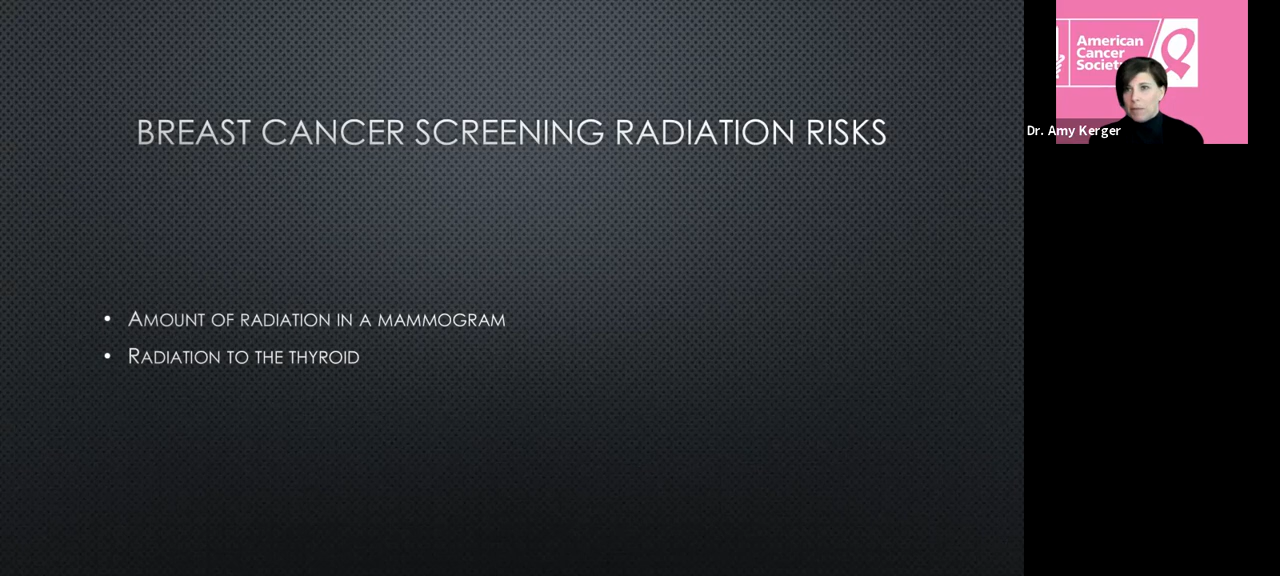 BREAST CANCER SCREENING RADIATION RISKS
• AMOUNT OF RADIATION IN A MAMMOGRAM
• RADIATION TO THE THYROID
American
Cancer
Societ
Dr. Amy Kerger